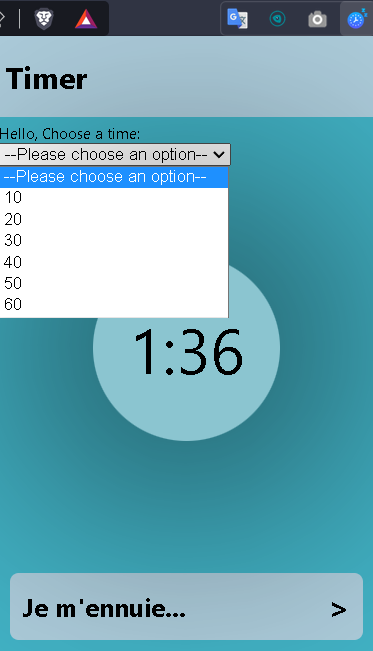 Timer
Hello, Choose a time:
--Please choose an option--
--Please choose an option--
10
20
30
40
50
60
1:36
Je m'ennuie... >